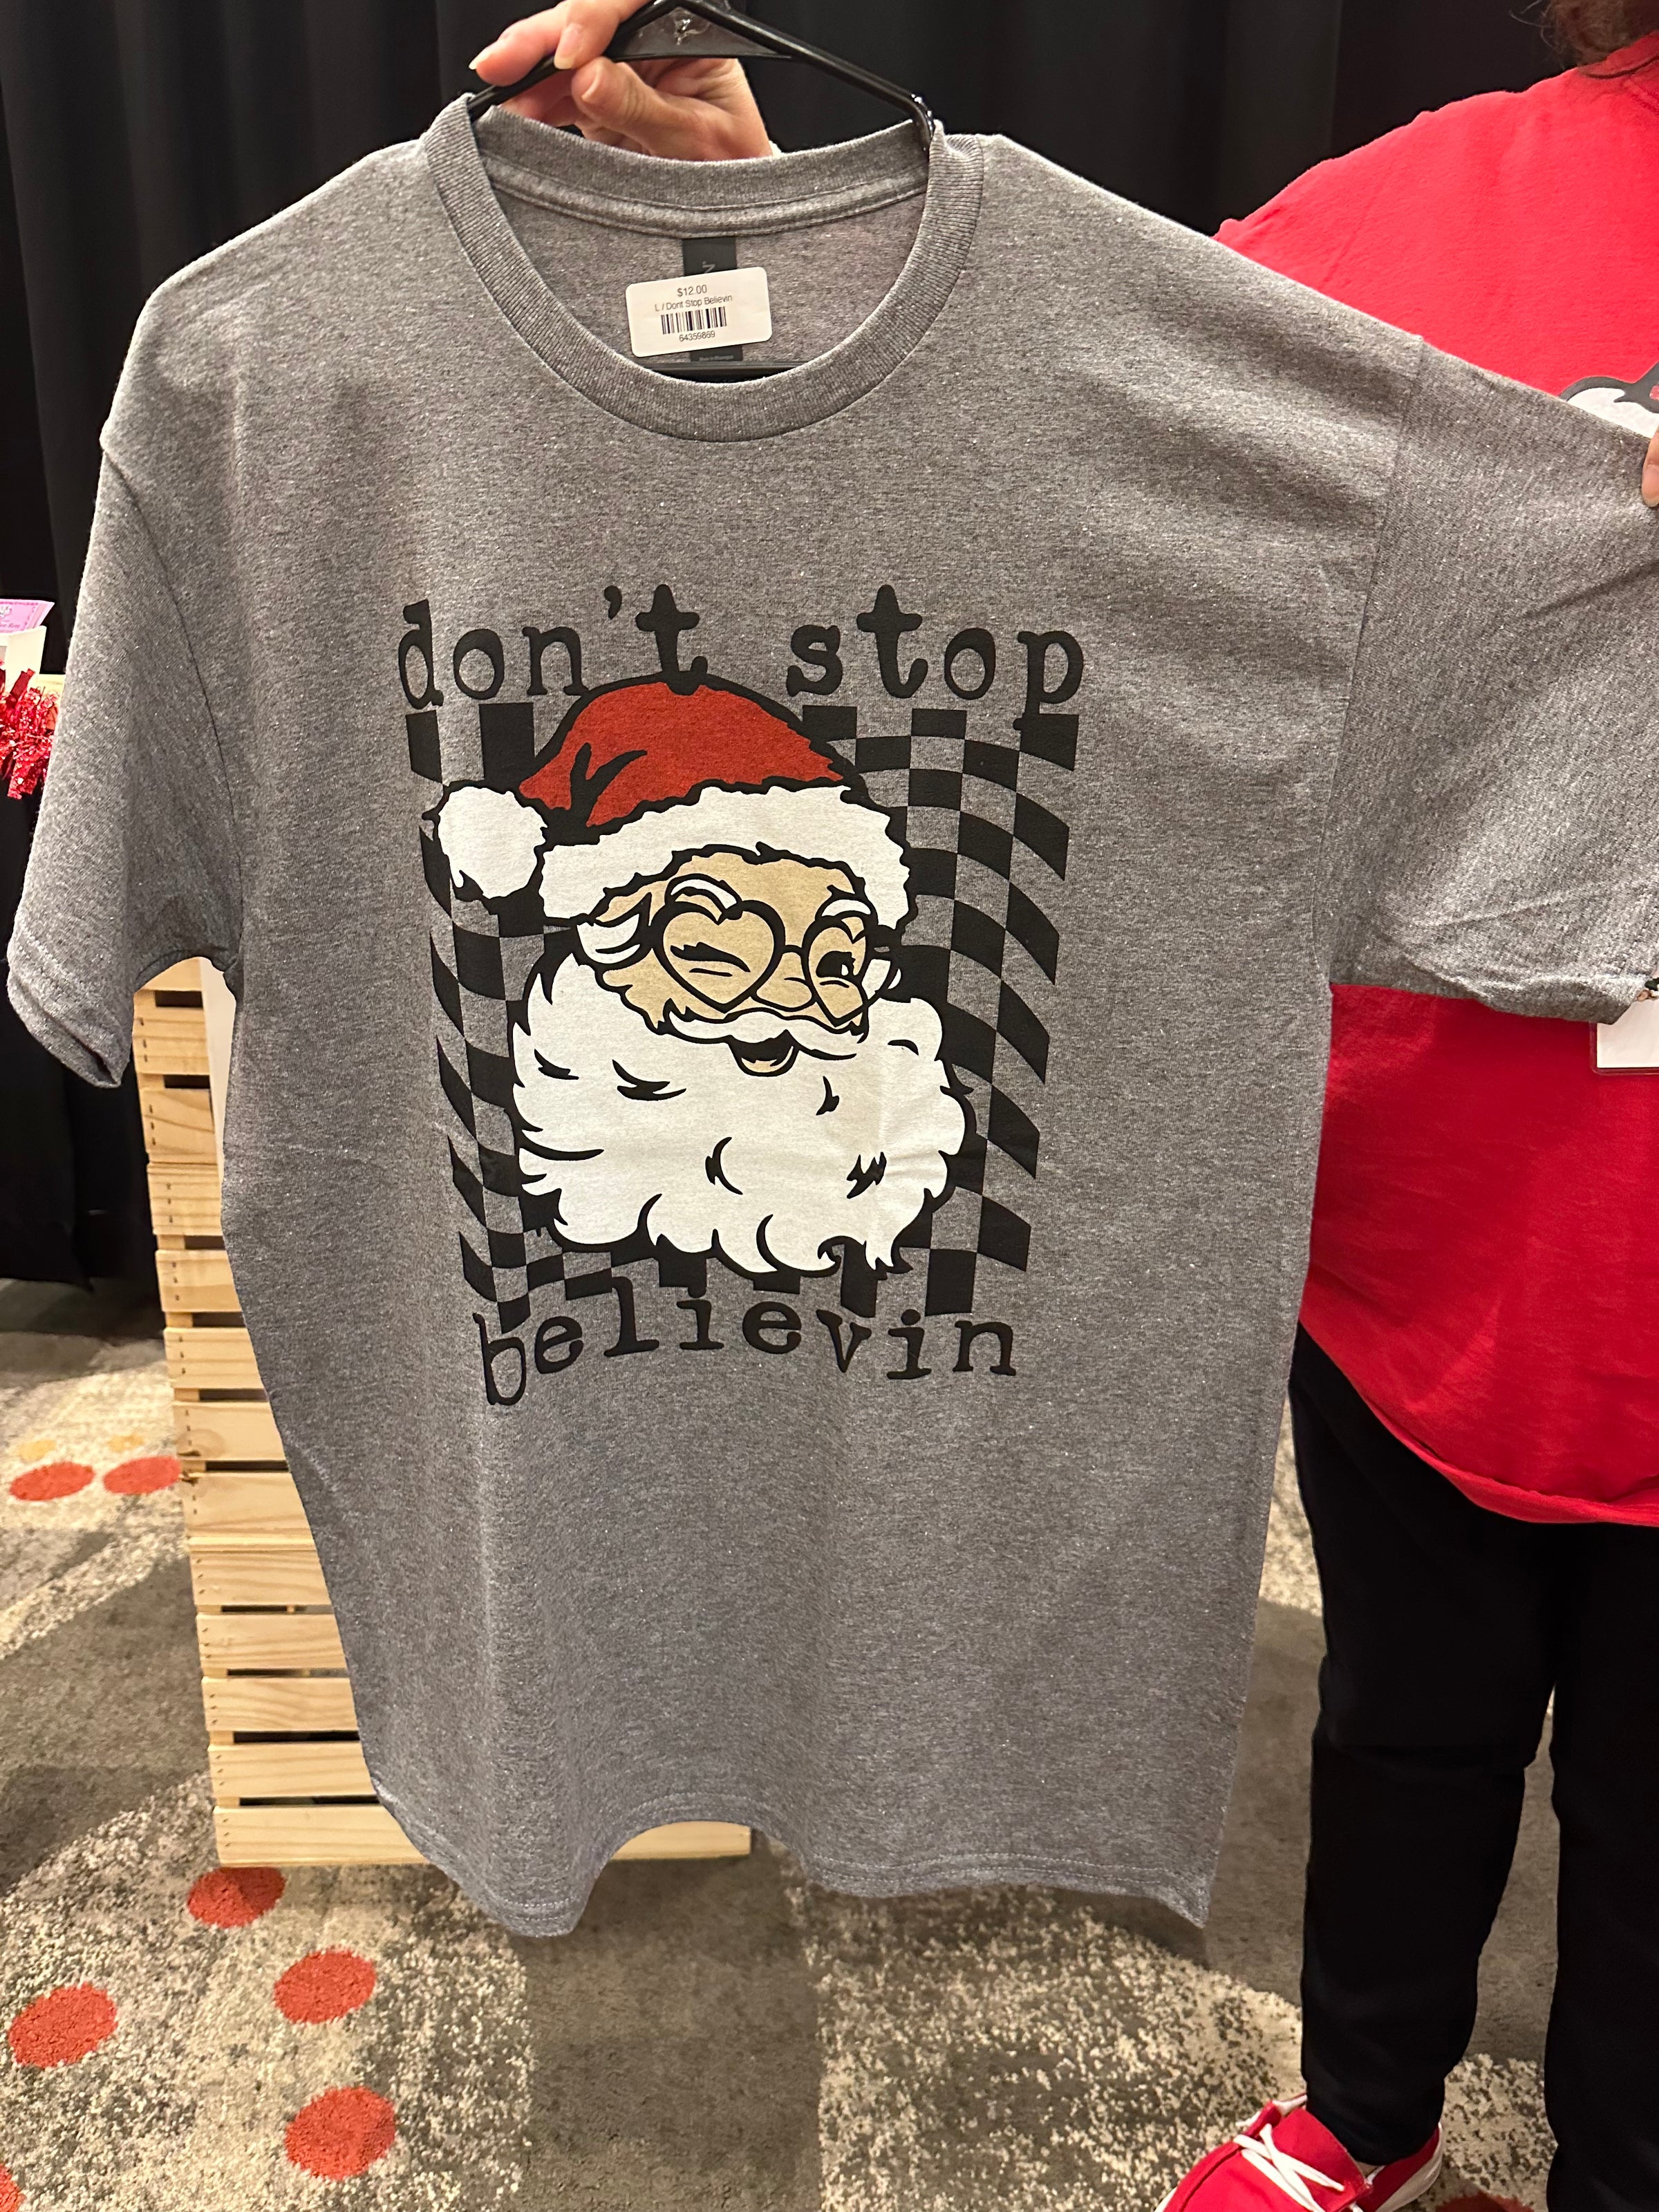 $12.00
L / Dont Stop Believin
64359869
don't stop
believin